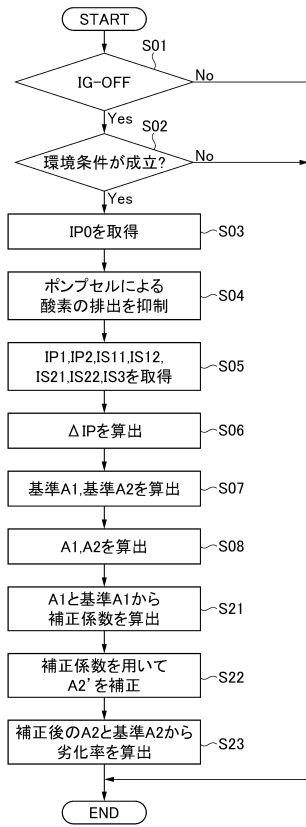 START
S01
IG-OFF
No
Yes
S02
環境条件が成立?
No
Yes
IP0を取得
S03
ポンプセルによる
酸素の排出を抑制
S04
IP1,IP2,IS11,IS12,
IS21,IS22,IS3を取得
S05
ΔIPを算出
S06
基準A1,基準A2を算出
S07
A1,A2を算出
S08
A1と基準A1から
補正係数を算出
S21
補正係数を用いて
A2'を補正
S22
補正後のA2と基準A2から
劣化率を算出
S23
END